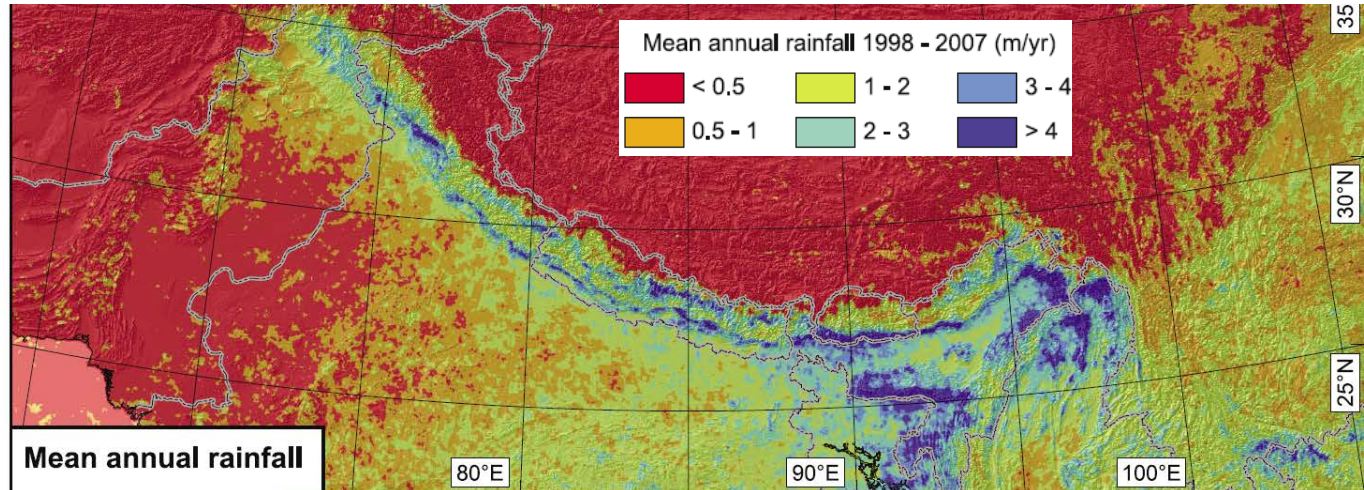 Mean annual rainfall 1998 - 2007 (m/yr)
< 0.5
1 - 2
3 - 4
0.5 - 1
2 - 3
> 4
35
30°N
25°N
Mean annual rainfall
80°E
90°E
100°E